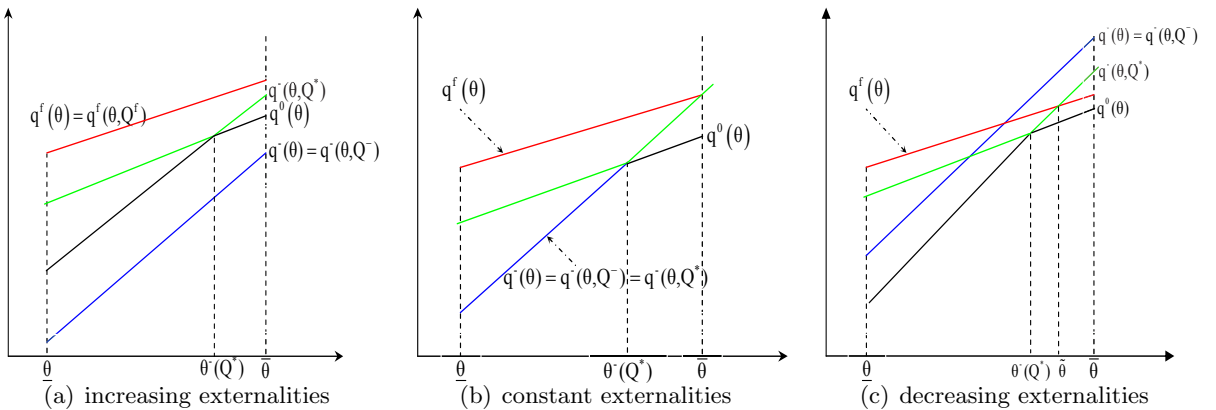 q^f(θ) = q^f(θ,Q^f)
q^-(θ,Q^*)
q^0(θ)
q^-(θ) = q^-(θ,Q^-)
θ
θ^-(Q^*)
θ̅
(a) increasing externalities
q^f(θ)
q^0(θ)
q^-(θ) = q^-(θ,Q^-) = q^-(θ,Q^*)
θ
θ^-(Q^*)
θ̅
(b) constant externalities
q^-(θ) = q^-(θ,Q^-)
q^-(θ,Q^*)
q^f(θ)
q^0(θ)
θ
θ^-(Q^*)
θ̃
θ̅
(c) decreasing externalities